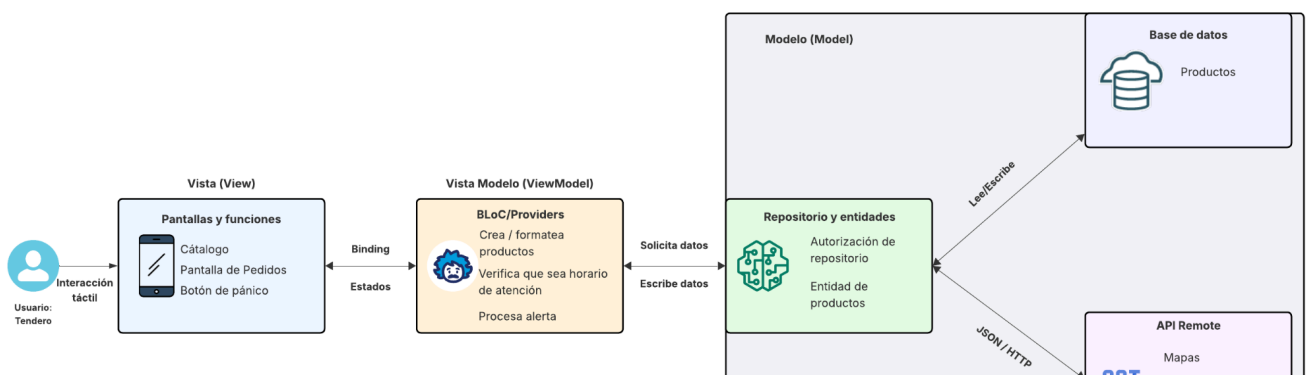 Modelo (Model)
Base de datos
Productos
Vista (View)
Pantallas y funciones
Cátalogo
Pantalla de Pedidos
Botón de pánico
Interacción
táctil
Usuario:
Tendero
Binding
Estados
Vista Modelo (ViewModel)
BLoC/Providers
Crea / formatea
productos
Verifica que sea horario
de atención
Procesa alerta
Solicita datos
Escribe datos
Repositorio y entidades
Autorización de
repositorio
Entidad de
productos
Lee/Escribe
JSON / HTTP
API Remote
Mapas